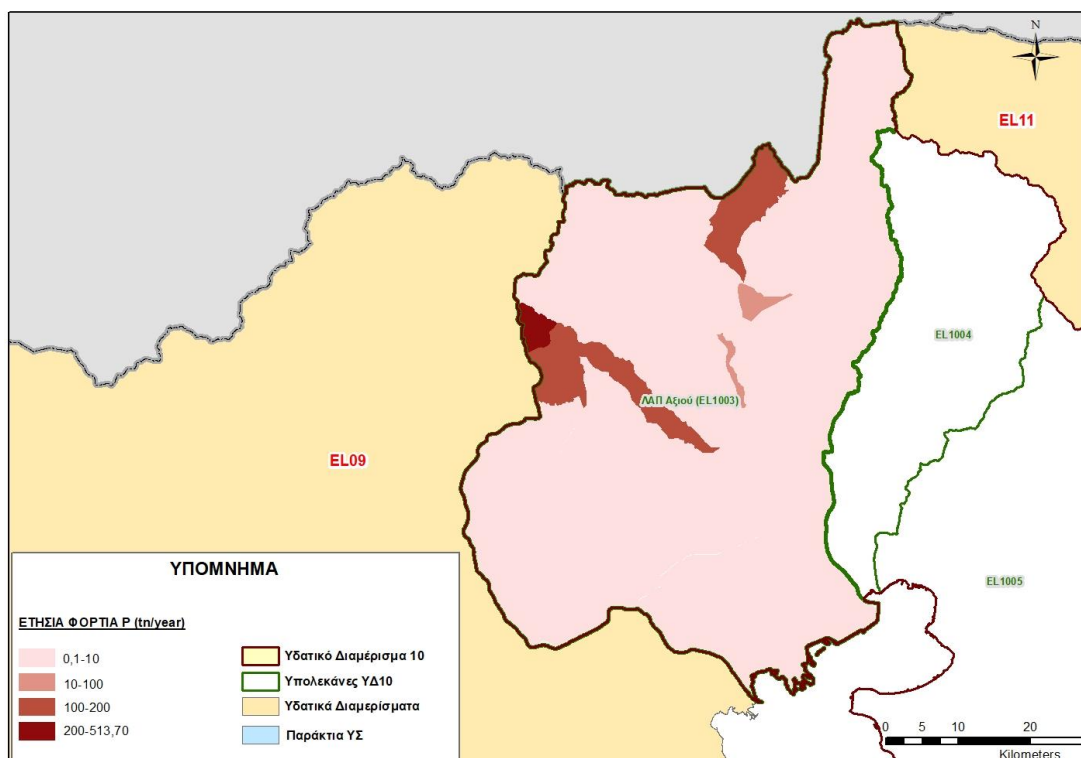 N
EL11
EL1004
ΛΑΠ Αξιού (EL1003)
EL09
EL1005
ΥΠΟΜΝΗΜΑ
ΕΤΗΣΙΑ ΦΟΡΤΙΑ P (tn/year)
0,1-10
10-100
100-200
200-513,70
Υδατικό Διαμέρισμα 10
Υπολεκάνες ΥΔ10
Υδατικά Διαμερίσματα
Παράκτια ΥΣ
0 5 10 20
Kilometers